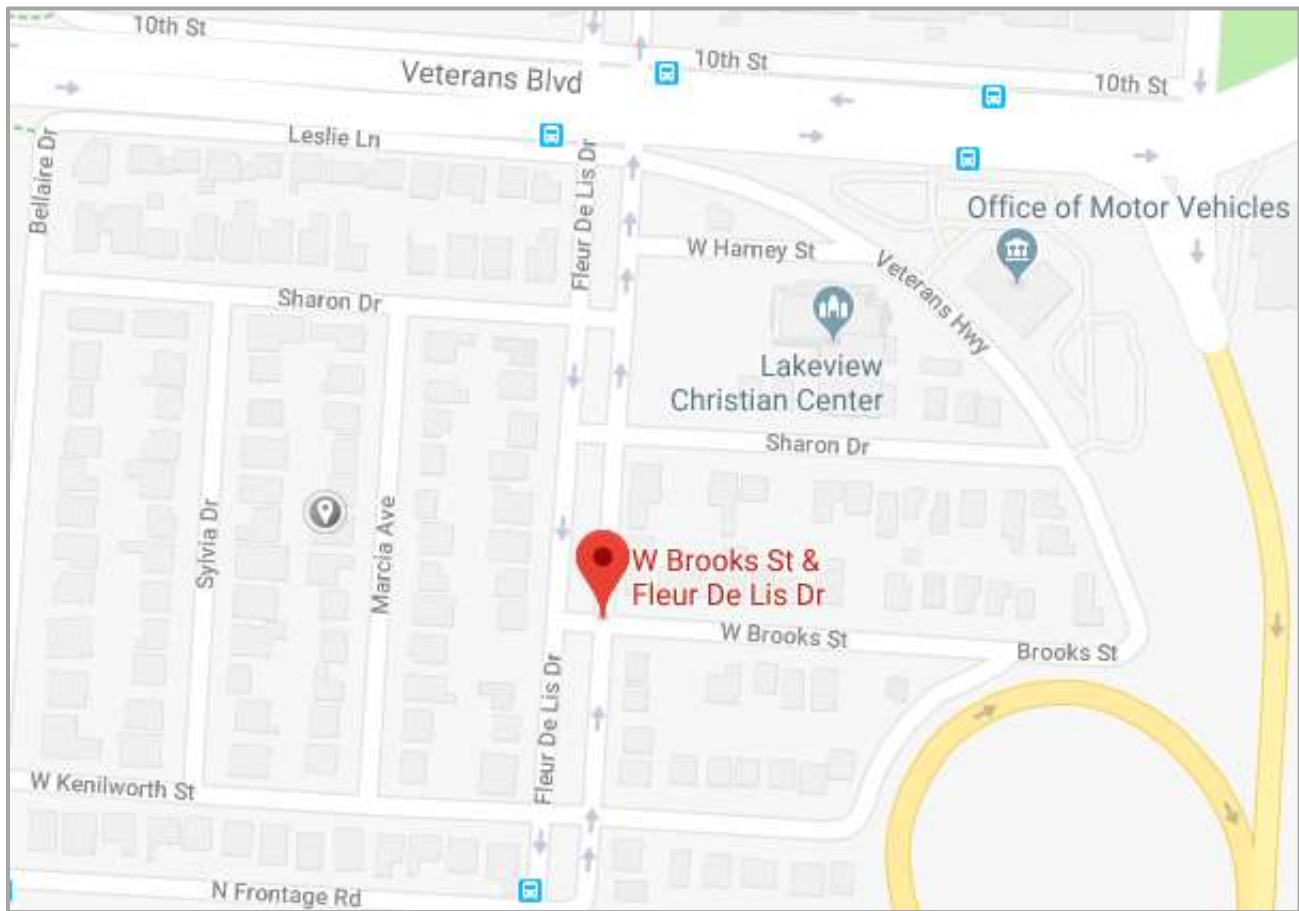 10th St
10th St
10th St
Veterans Blvd
Leslie Ln
Bellaire Dr
Fleur De Lis Dr
Office of Motor Vehicles
W Harney St
Veterans Hwy
Sharon Dr
Lakeview
Christian Center
Sharon Dr
Sylvia Dr
Marcia Ave
W Brooks St &
Fleur De Lis Dr
W Brooks St
Brooks St
Fleur De Lis Dr
W Kenilworth St
N Frontage Rd